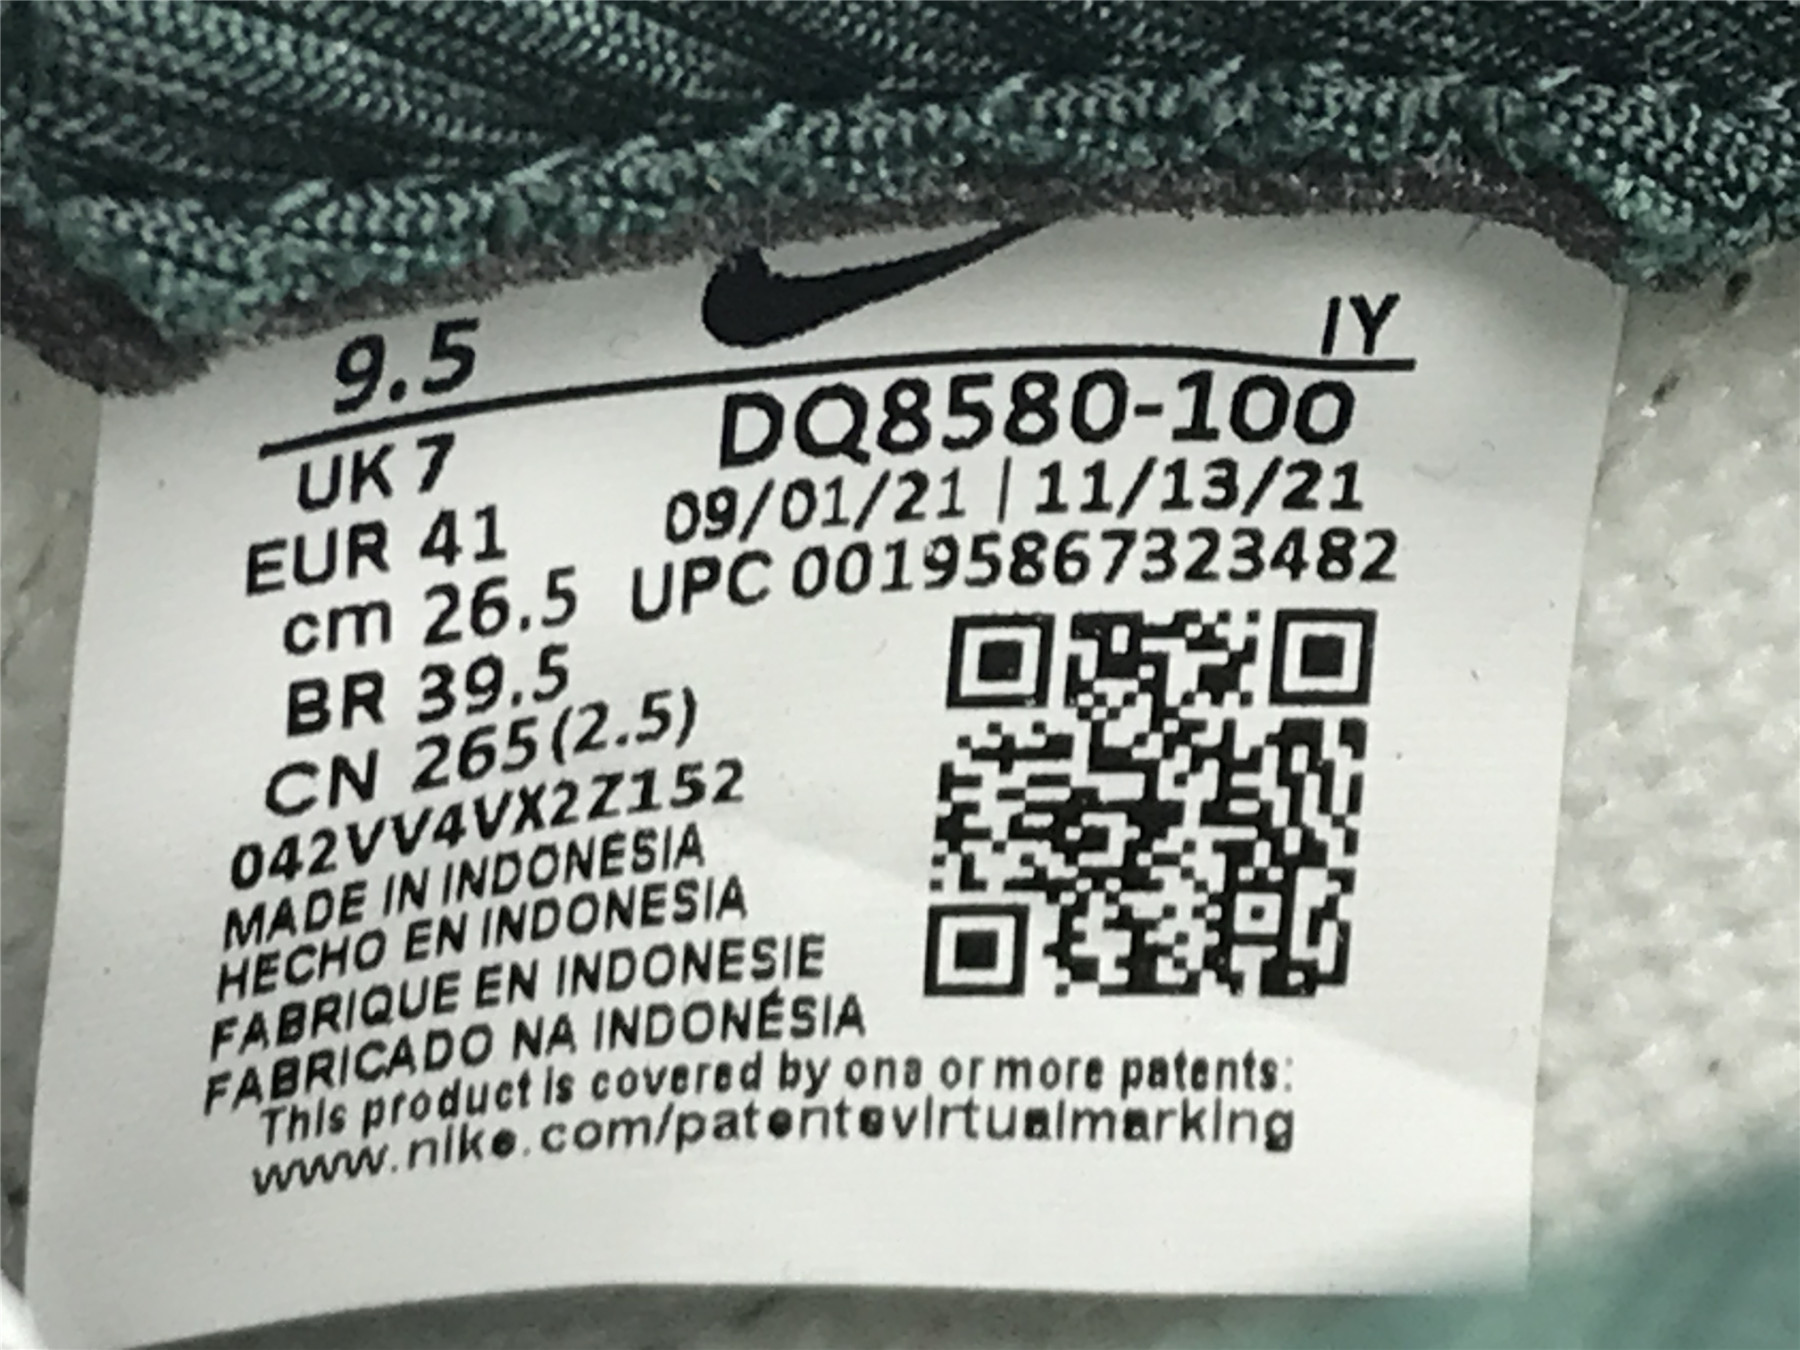 9.5 IY
UK 7 DQ8580-100
EUR 41 09/01/21 | 11/13/21
cm 26.5 UPC 00195867323482
BR 39.5
CN 265(2.5)
042VV4VX2Z152
MADE IN INDONESIA
HECHO EN INDONESIA
FABRIQUE EN INDONESIE
FABRICADO NA INDONÉSIA
This product is covered by one or more patents:
www.nike.com/patentsvirtualmarking